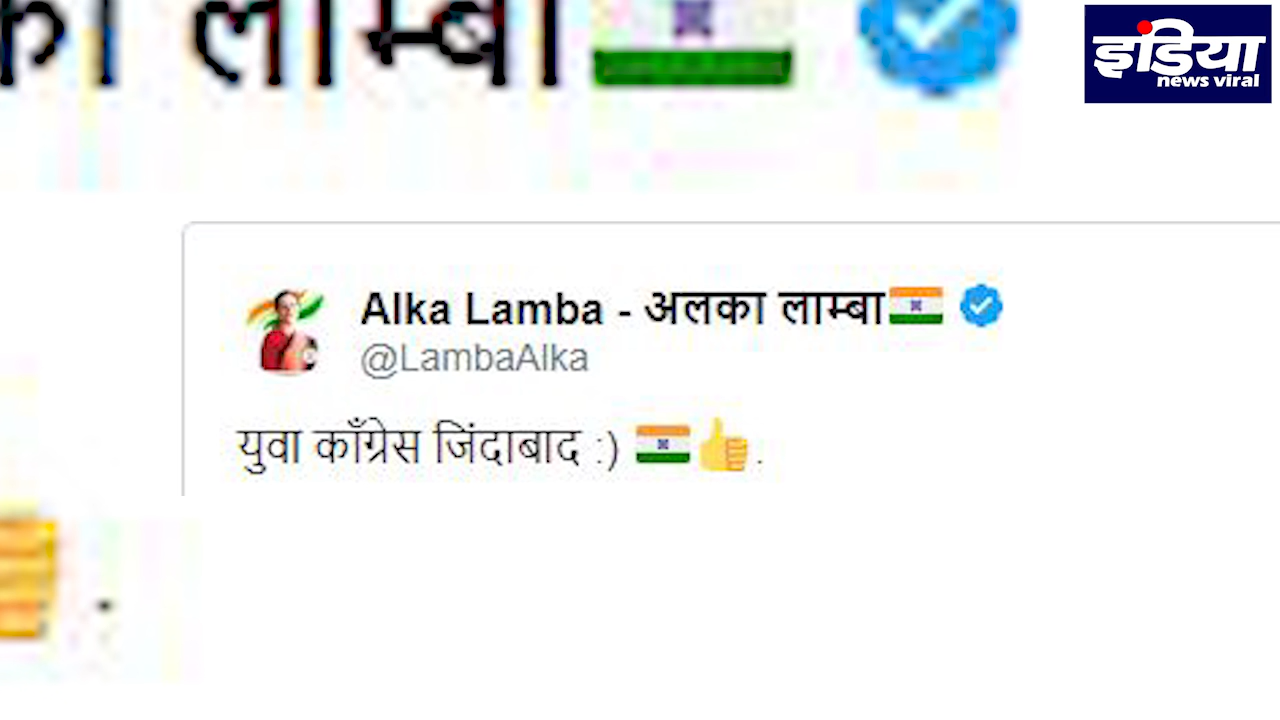 का लाम्बा🇮🇳
इंडिया
news viral
Alka Lamba - अलका लाम्बा🇮🇳
@LambaAlka
युवा काँग्रेस जिंदाबाद :) 🇮🇳👍.
.